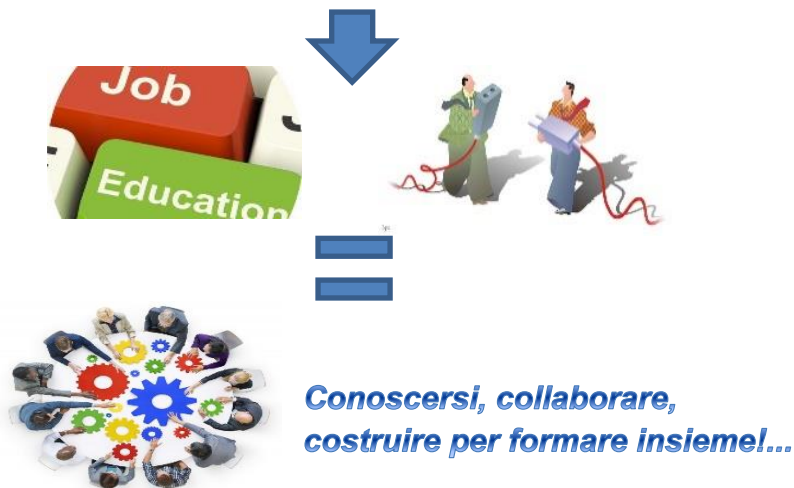 Job
Education
Conoscersi, collaborare,
costruire per formare insieme!...